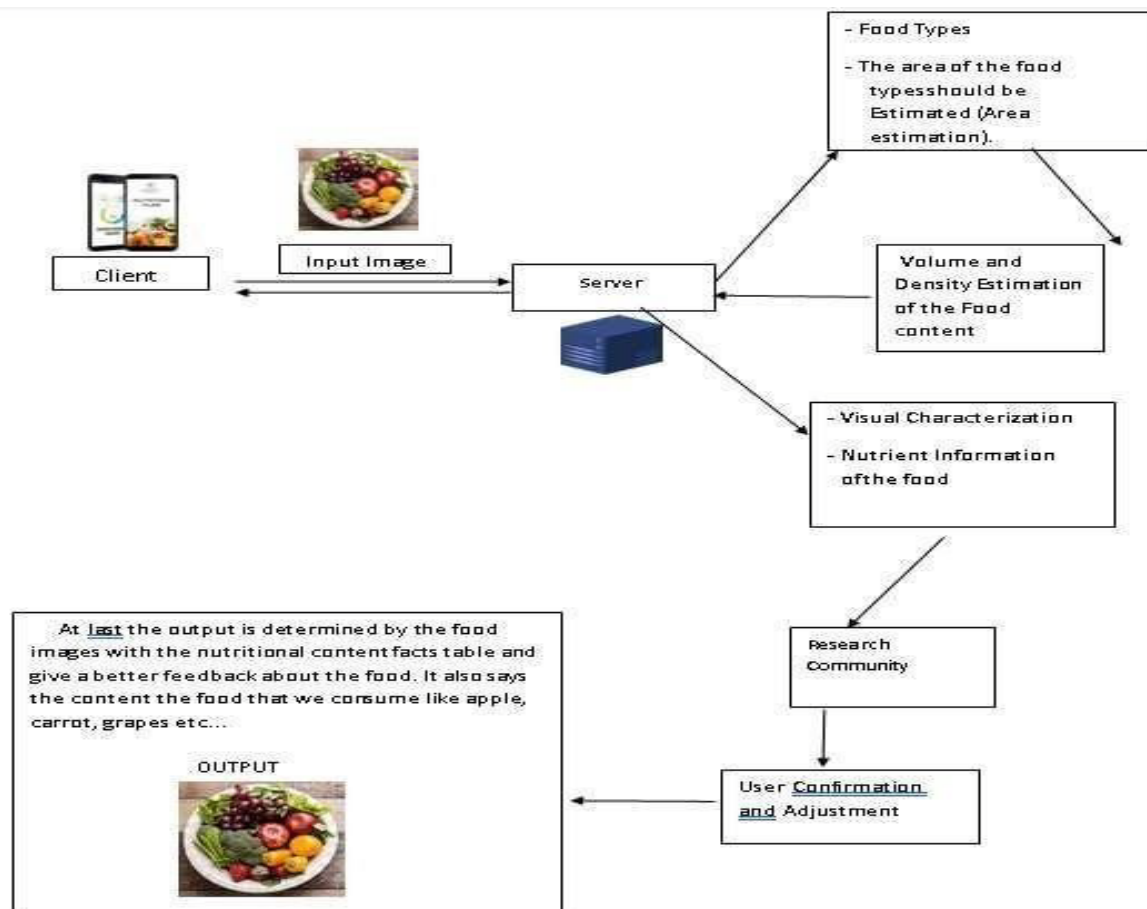 - Food Types
- The area of the food
typesshould be
Estimated (Area
estimation).
Input Image
Client
Server
Volume and
Density Estimation
of the Food
content
- Visual Characterization
- Nutrient Information
ofthe food
Research
Community
User Confirmation
and Adjustment
At last the output is determined by the food
images with the nutritional content facts table and
give a better feedback about the food. It also says
the content the food that we consume like apple,
carrot, grapes etc...
OUTPUT